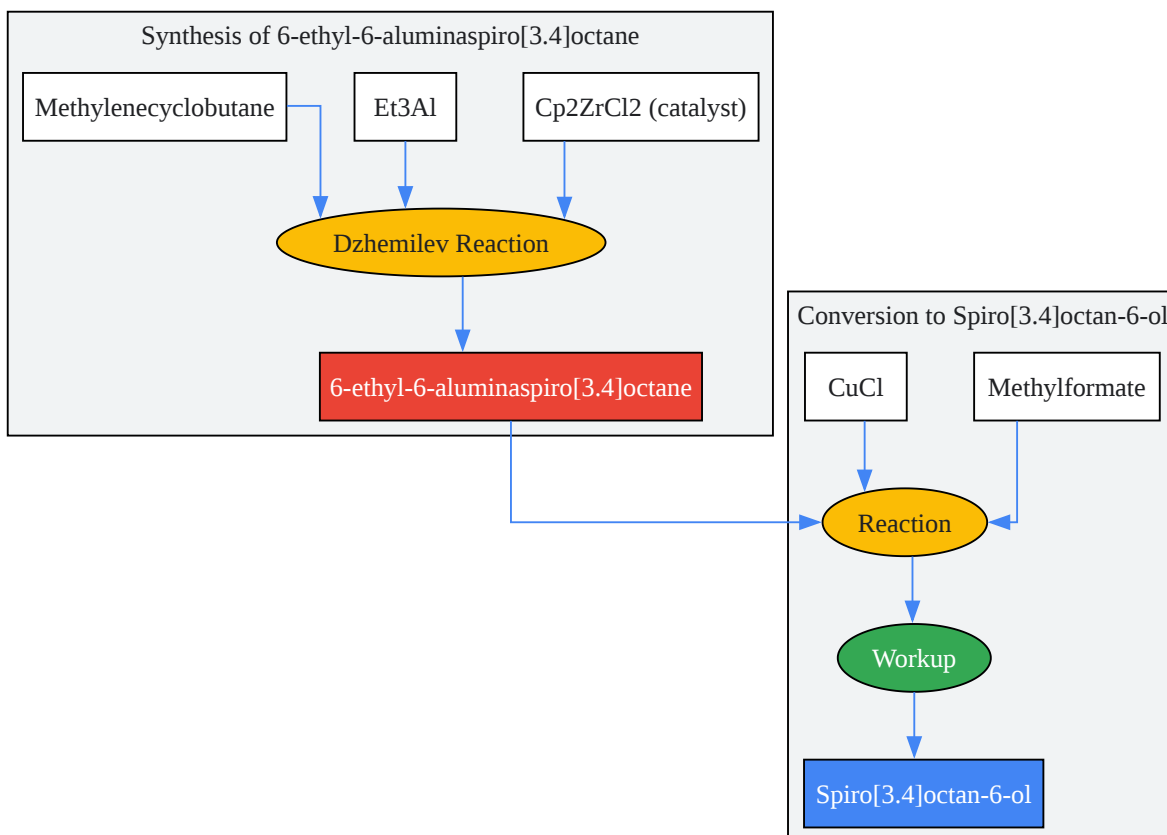 Synthesis of 6-ethyl-6-aluminaspiro[3.4]octane
Methylenecyclobutane
Et3Al
Cp2ZrCl2 (catalyst)
Dzhemilev Reaction
6-ethyl-6-aluminaspiro[3.4]octane
Conversion to Spiro[3.4]octan-6-ol
CuCl
Methylformate
Reaction
Workup
Spiro[3.4]octan-6-ol